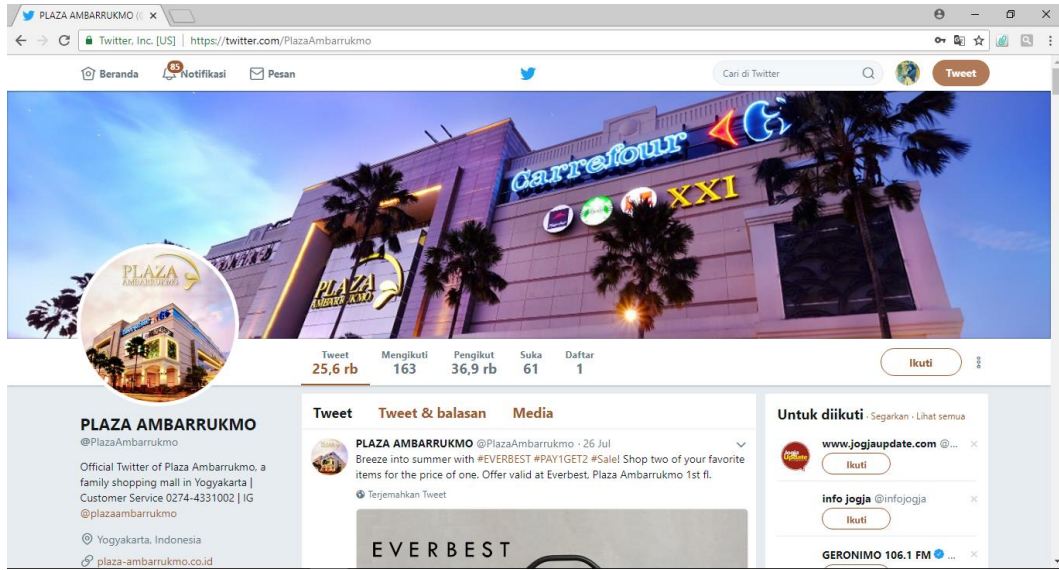 PLAZA AMBARRUKMO (
Twitter, Inc. [US] | https://twitter.com/PlazaAmbarrukmo
Beranda
85
Notifikasi
Pesan
Cari di Twitter
Tweet
Carrefour
XXI
PLAZA
AMBARRUKMO
PLAZA
AMBARRUKMO
Tweet Mengikuti Pengikut Suka Daftar
25,6 rb 163 36,9 rb 61 1
Ikuti
PLAZA AMBARRUKMO
@PlazaAmbarrukmo
Official Twitter of Plaza Ambarrukmo, a
family shopping mall in Yogyakarta |
Customer Service 0274-4331002 | IG
@plazaambarrukmo
Yogyakarta, Indonesia
plaza-ambarrukmo.co.id
Tweet Tweet & balasan Media
PLAZA AMBARRUKMO @PlazaAmbarrukmo · 26 Jul
Breeze into summer with #EVERBEST #PAY1GET2 #Sale! Shop two of your favorite
items for the price of one. Offer valid at Everbest, Plaza Ambarrukmo 1st fl.
Terjemahkan Tweet
EVERBEST
Untuk diikuti · Segarkan · Lihat semua
Jogja
Update
www.jogjaupdate.com @...
Ikuti
info jogja @infojogja
Ikuti
GERONIMO 106.1 FM ...